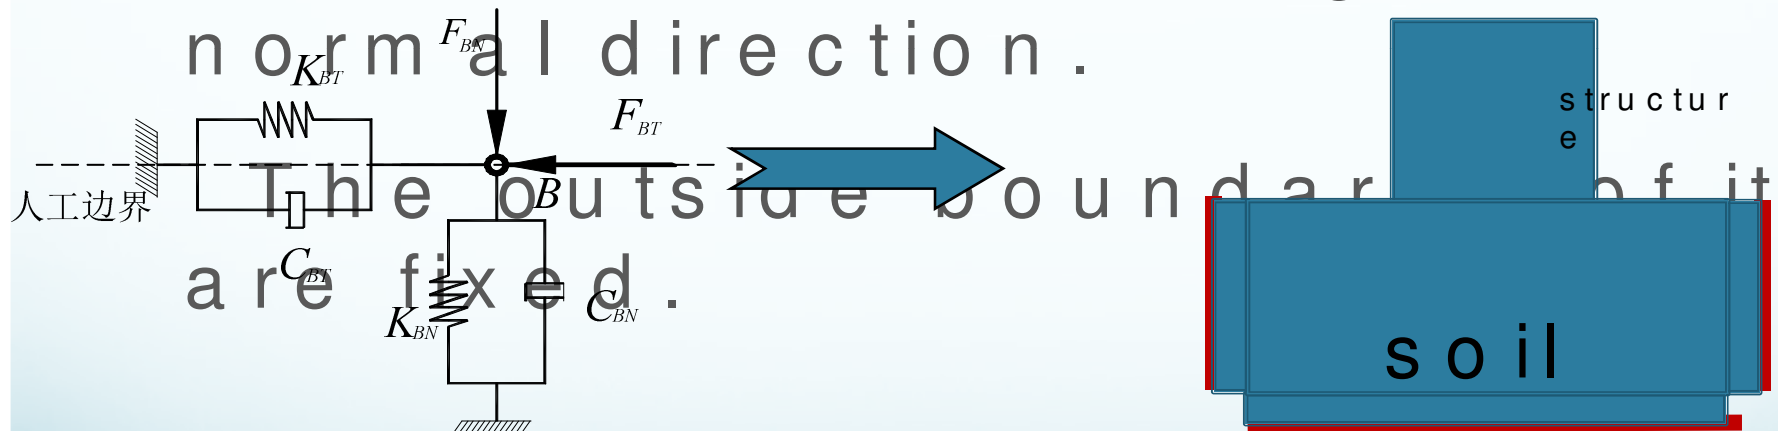 normal direction.
The outside boundary of it
are fixed.
F_BN
K_BT
F_BT
B
人工边界
C_BT
K_BN
C_BN
structur
e
soil